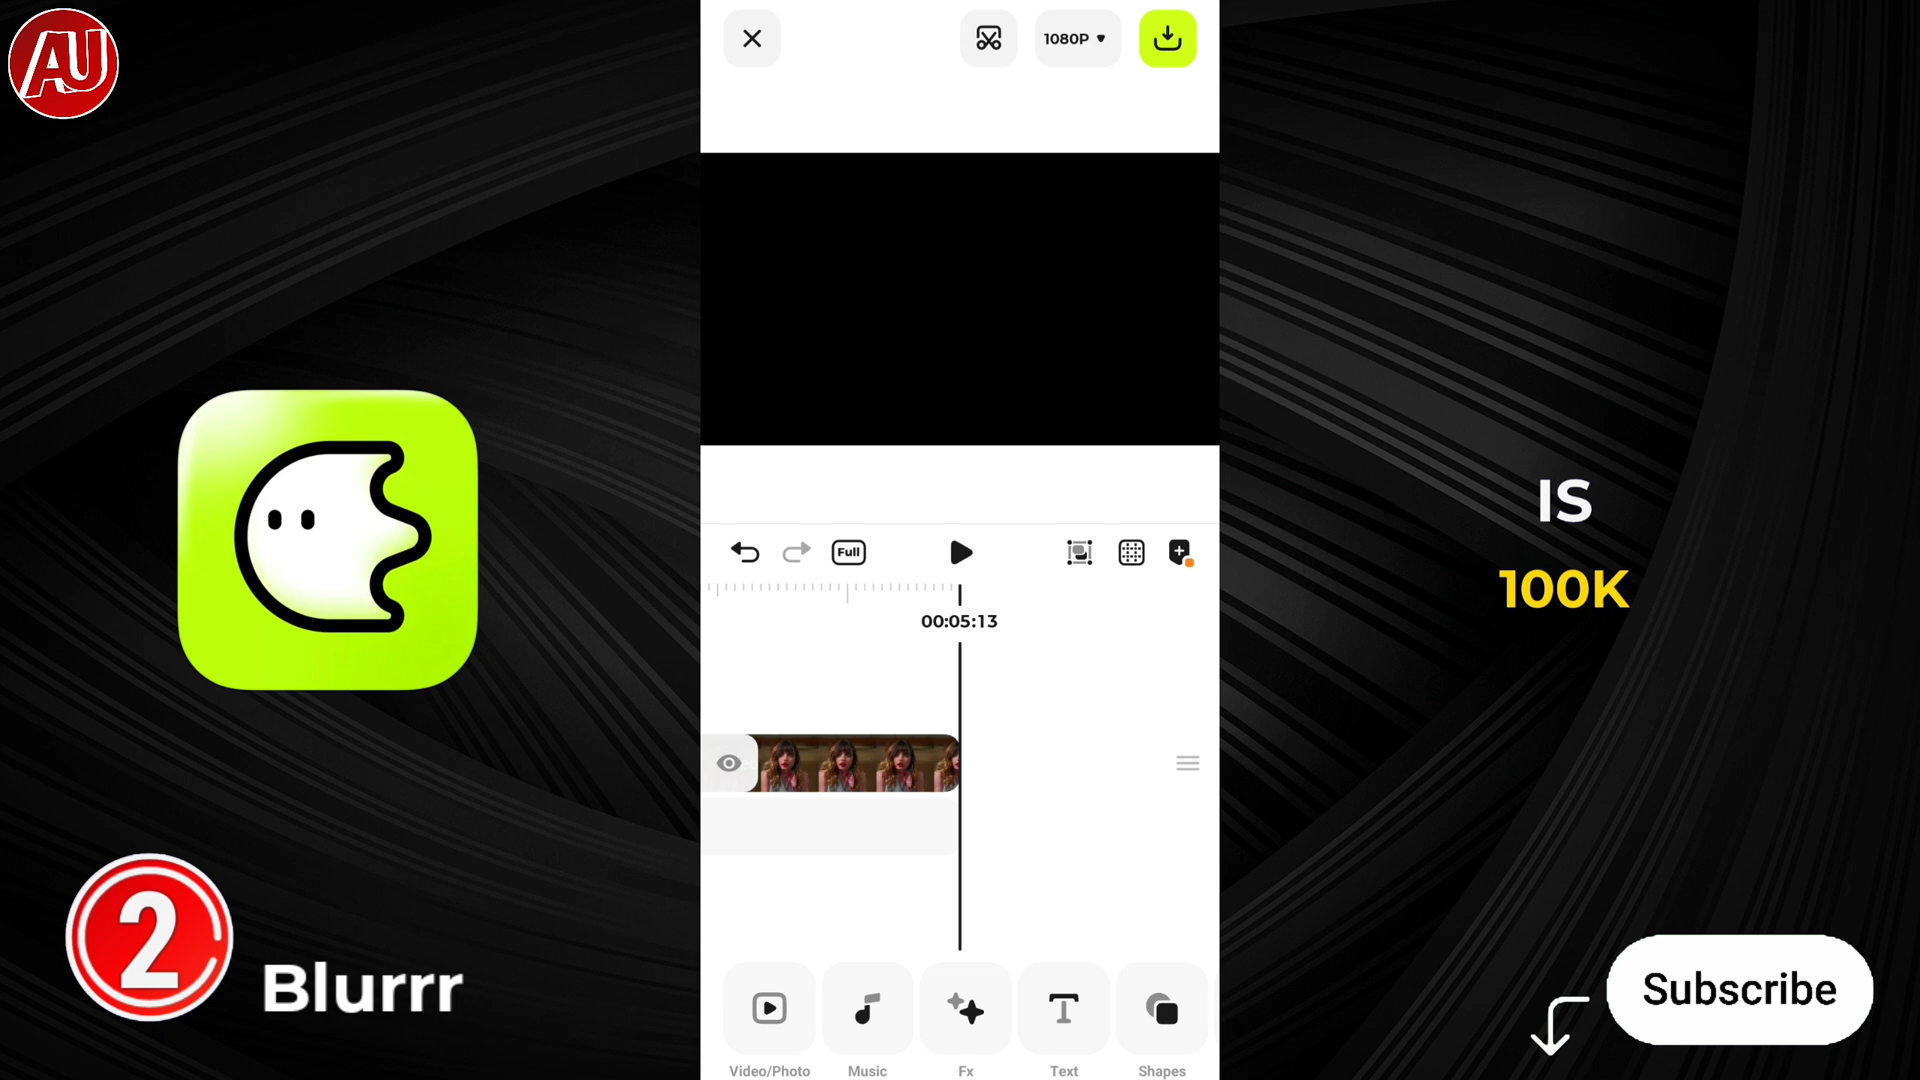 AU
1080P
Full
00:05:13
IS
100K
2
Blurrr
Subscribe
Video/Photo
Music
Fx
T
Text
Shapes